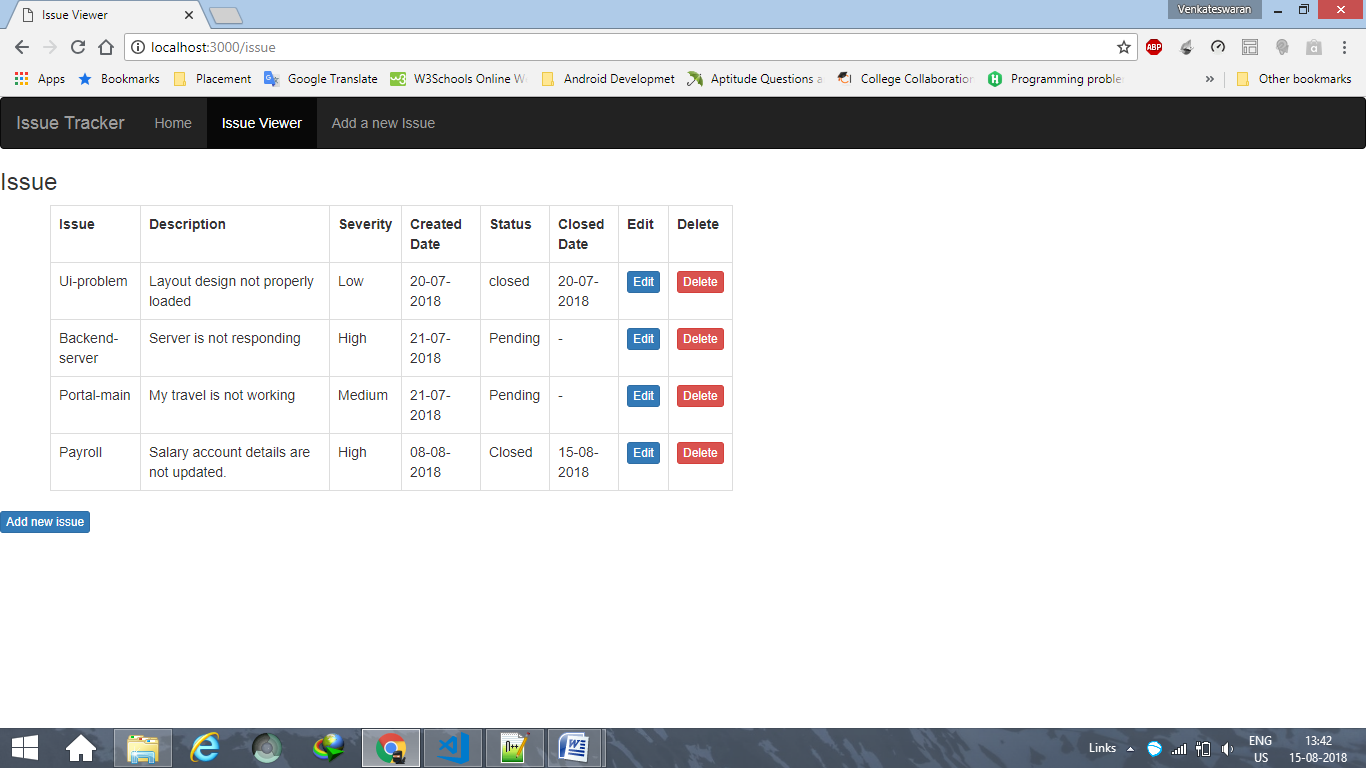 Issue Viewer
Venkateswaran
localhost:3000/issue
ABP
Apps Bookmarks Placement Google Translate W3Schools Online W Android Developmet Aptitude Questions a College Collaboration Programming proble » Other bookmarks
Issue Tracker Home Issue Viewer Add a new Issue
Issue
Issue Description Severity Created Status Closed Edit Delete
Date Date
Ui-problem Layout design not properly Low 20-07- closed 20-07- Edit Delete
loaded 2018 2018
Backend- Server is not responding High 21-07- Pending - Edit Delete
server 2018
Portal-main My travel is not working Medium 21-07- Pending - Edit Delete
2018
Payroll Salary account details are High 08-08- Closed 15-08- Edit Delete
not updated. 2018 2018
Add new issue
Links ENG 13:42
US 15-08-2018